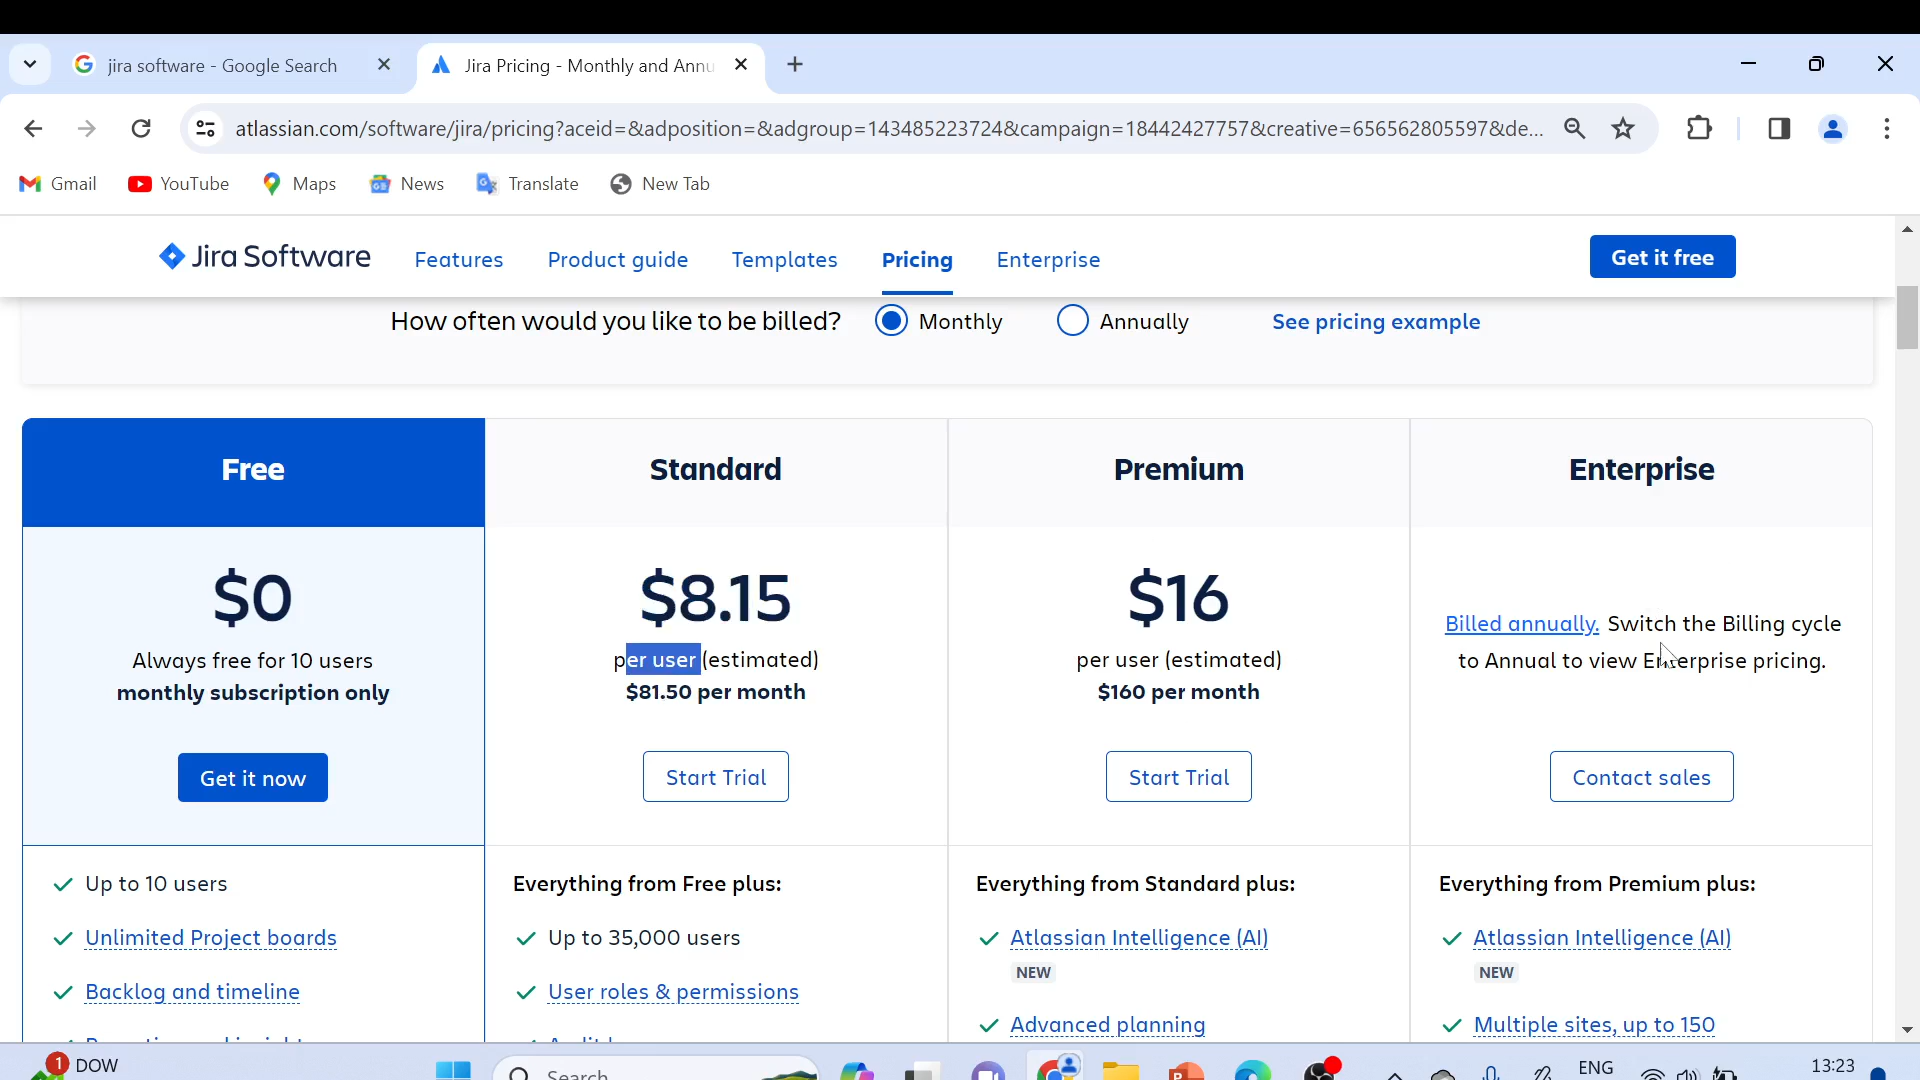 jira software - Google Search
Jira Pricing - Monthly and Annu
atlassian.com/software/jira/pricing?aceid=&adposition=&adgroup=143485223724&campaign=18442427757&creative=656562805597&de...
Gmail
YouTube
Maps
News
Translate
New Tab
Jira Software
Features
Product guide
Templates
Pricing
Enterprise
Get it free
How often would you like to be billed?
Monthly
Annually
See pricing example
Free
Standard
Premium
Enterprise
$0
Always free for 10 users
monthly subscription only
Get it now
$8.15
per user (estimated)
$81.50 per month
Start Trial
$16
per user (estimated)
$160 per month
Start Trial
Billed annually. Switch the Billing cycle
to Annual to view Enterprise pricing.
Contact sales
Up to 10 users
Unlimited Project boards
Backlog and timeline
Everything from Free plus:
Up to 35,000 users
User roles & permissions
Everything from Standard plus:
Atlassian Intelligence (AI)
NEW
Advanced planning
Everything from Premium plus:
Atlassian Intelligence (AI)
NEW
Multiple sites, up to 150
1
DOW
Search
ENG
13:23